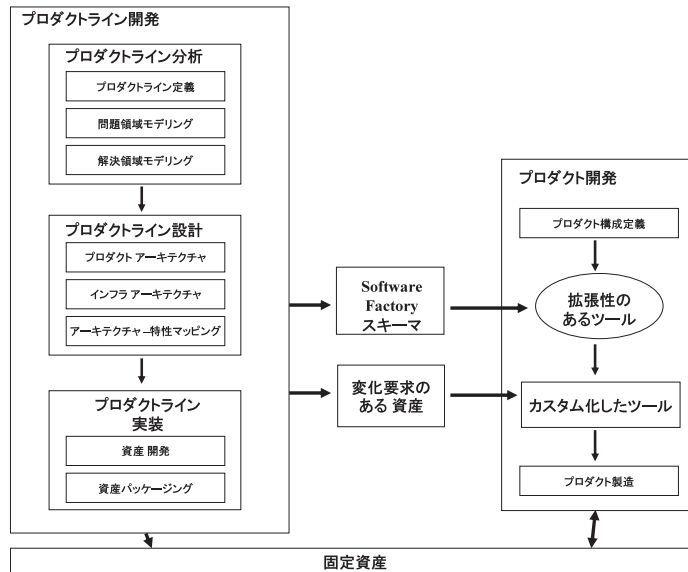 プロダクトライン開発
プロダクトライン分析
プロダクトライン定義
問題領域モデリング
解決領域モデリング
プロダクトライン設計
プロダクト アーキテクチャ
インフラ アーキテクチャ
アーキテクチャ–特性マッピング
プロダクトライン
実装
資産 開発
資産パッケージング
Software
Factory
スキーマ
変化要求の
ある 資産
プロダクト開発
プロダクト構成定義
拡張性の
あるツール
カスタム化したツール
プロダクト製造
固定資産